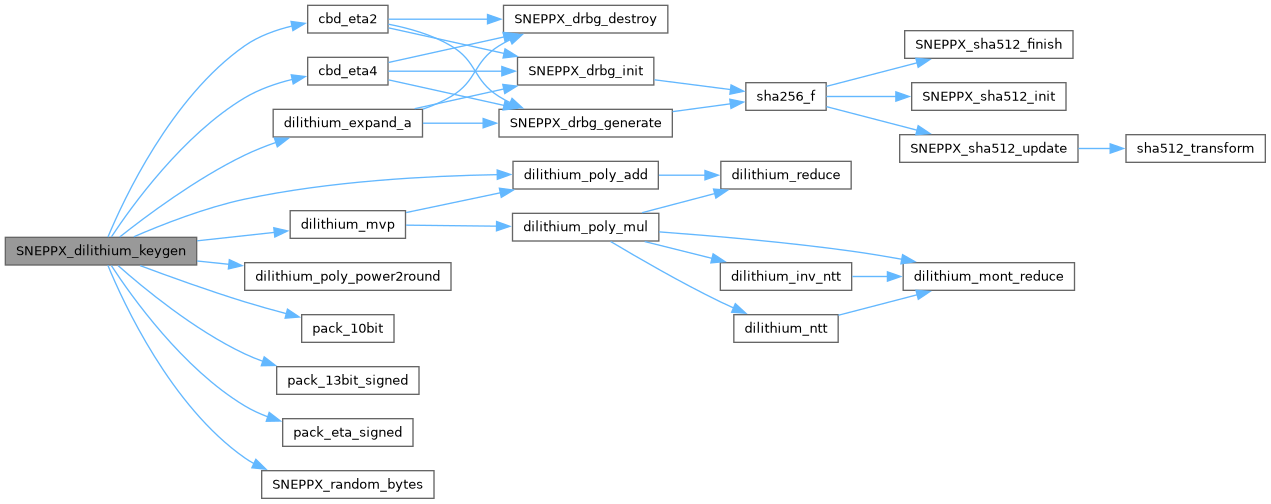 SNEPPX_dilithium_keygen
cbd_eta2
cbd_eta4
dilithium_expand_a
dilithium_mvp
dilithium_poly_power2round
pack_10bit
pack_13bit_signed
pack_eta_signed
SNEPPX_random_bytes
SNEPPX_drbg_destroy
SNEPPX_drbg_init
SNEPPX_drbg_generate
dilithium_poly_add
dilithium_poly_mul
sha256_f
dilithium_reduce
dilithium_inv_ntt
dilithium_ntt
SNEPPX_sha512_finish
SNEPPX_sha512_init
SNEPPX_sha512_update
dilithium_mont_reduce
sha512_transform